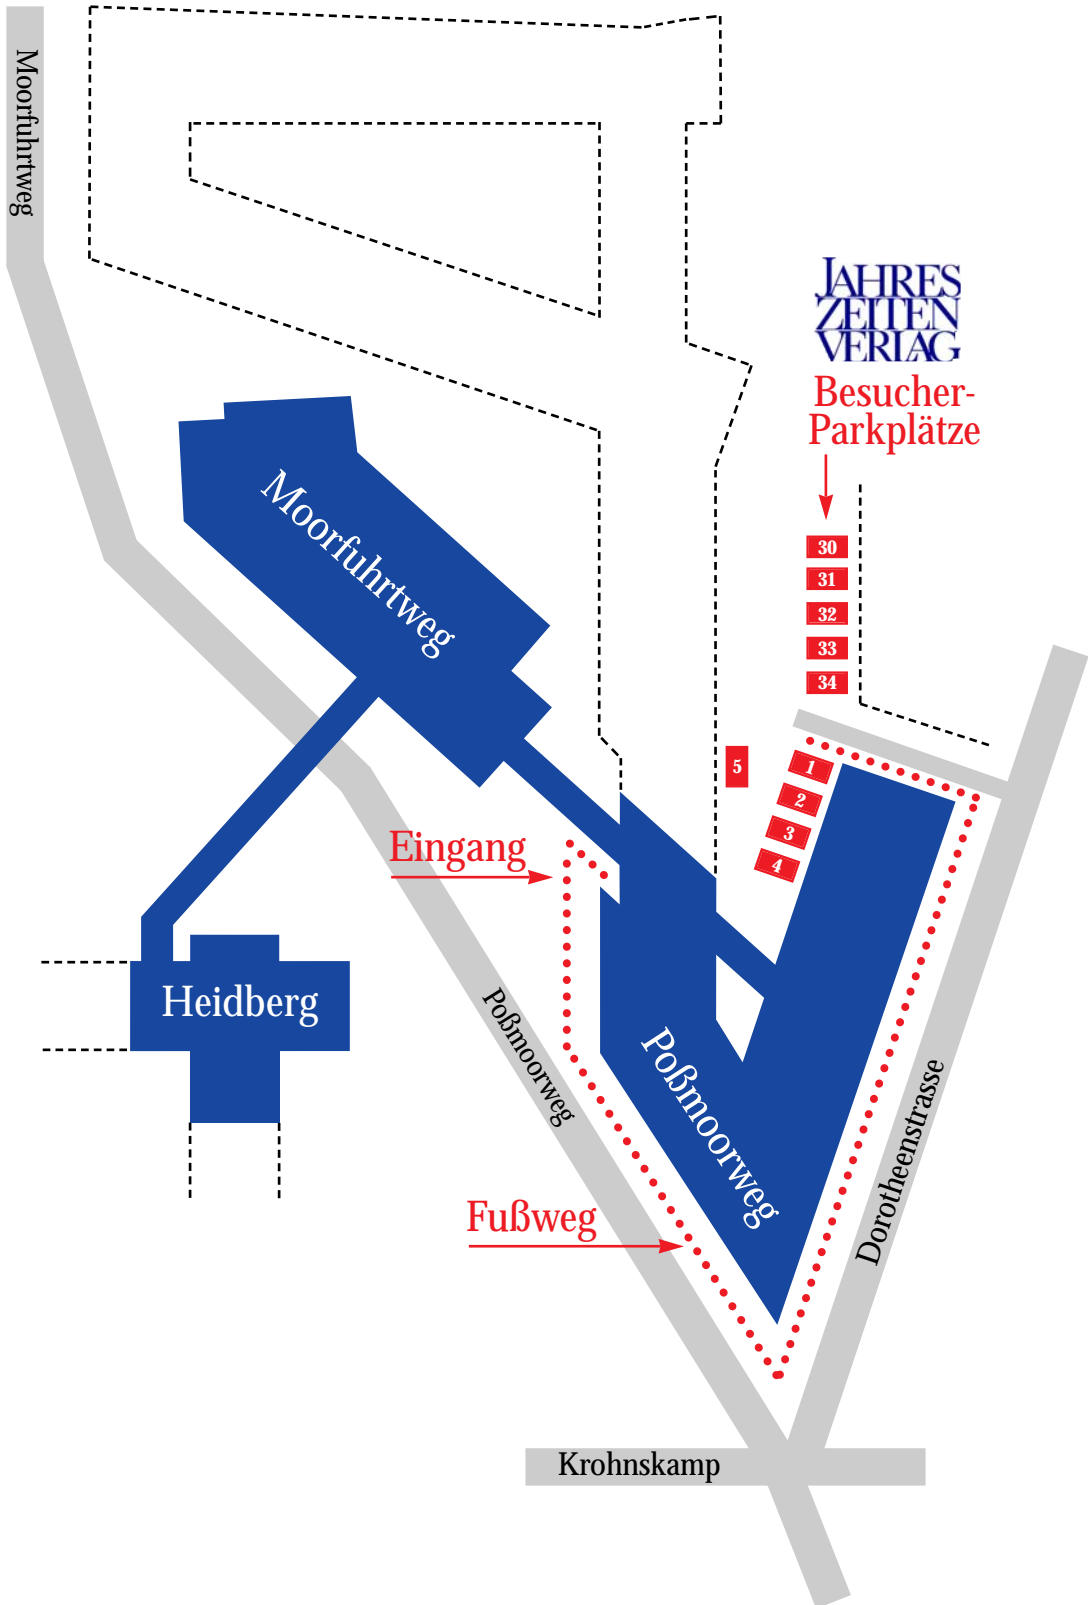 Moorfuhrtweg
JAHRES
ZEITEN
VERLAG
Besucher-
Parkplätze
Moorfuhrtweg
30
31
32
33
34
5
1
2
3
4
Eingang
Heidberg
Poßmoorweg
Poßmoorweg
Dorotheenstrasse
Fußweg
Krohnskamp